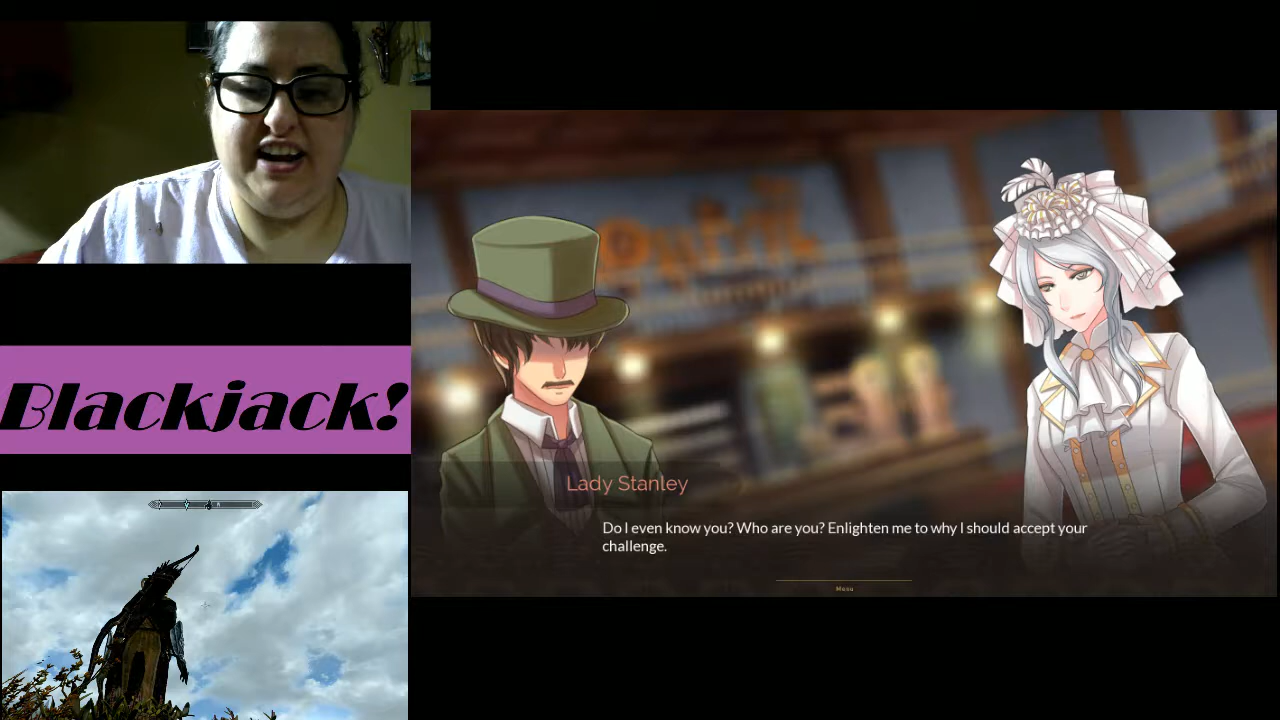 Blackjack!
Lady Stanley
Do I even know you? Who are you? Enlighten me to why I should accept your
challenge.
Menu